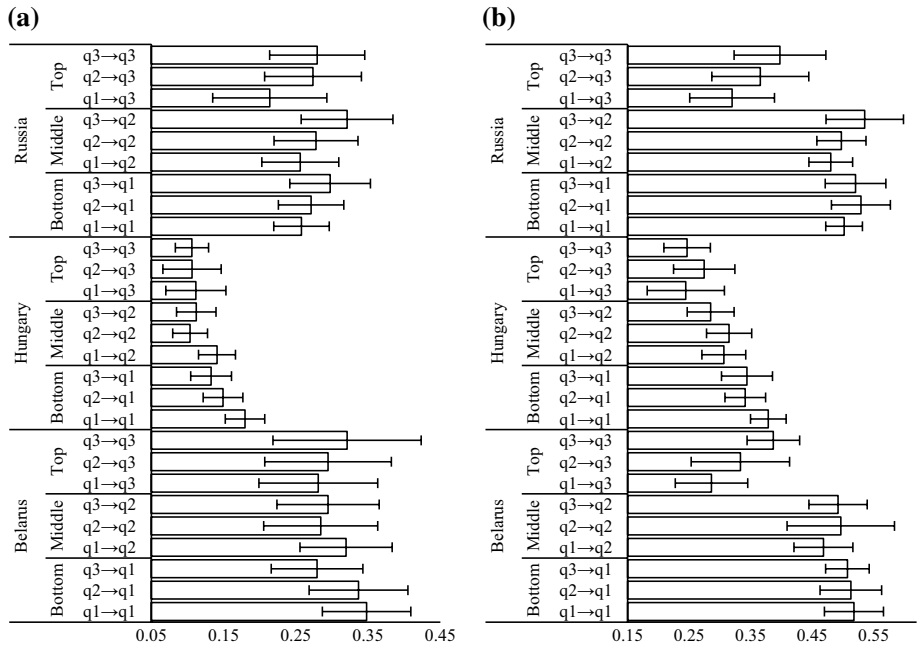 (a)
Russia
Top
q3→q3
q2→q3
q1→q3
Middle
q3→q2
q2→q2
q1→q2
Bottom
q3→q1
q2→q1
q1→q1
Hungary
Top
q3→q3
q2→q3
q1→q3
Middle
q3→q2
q2→q2
q1→q2
Bottom
q3→q1
q2→q1
q1→q1
Belarus
Top
q3→q3
q2→q3
q1→q3
Middle
q3→q2
q2→q2
q1→q2
Bottom
q3→q1
q2→q1
q1→q1
0.05 0.15 0.25 0.35 0.45
(b)
Russia
Top
q3→q3
q2→q3
q1→q3
Middle
q3→q2
q2→q2
q1→q2
Bottom
q3→q1
q2→q1
q1→q1
Hungary
Top
q3→q3
q2→q3
q1→q3
Middle
q3→q2
q2→q2
q1→q2
Bottom
q3→q1
q2→q1
q1→q1
Belarus
Top
q3→q3
q2→q3
q1→q3
Middle
q3→q2
q2→q2
q1→q2
Bottom
q3→q1
q2→q1
q1→q1
0.15 0.25 0.35 0.45 0.55